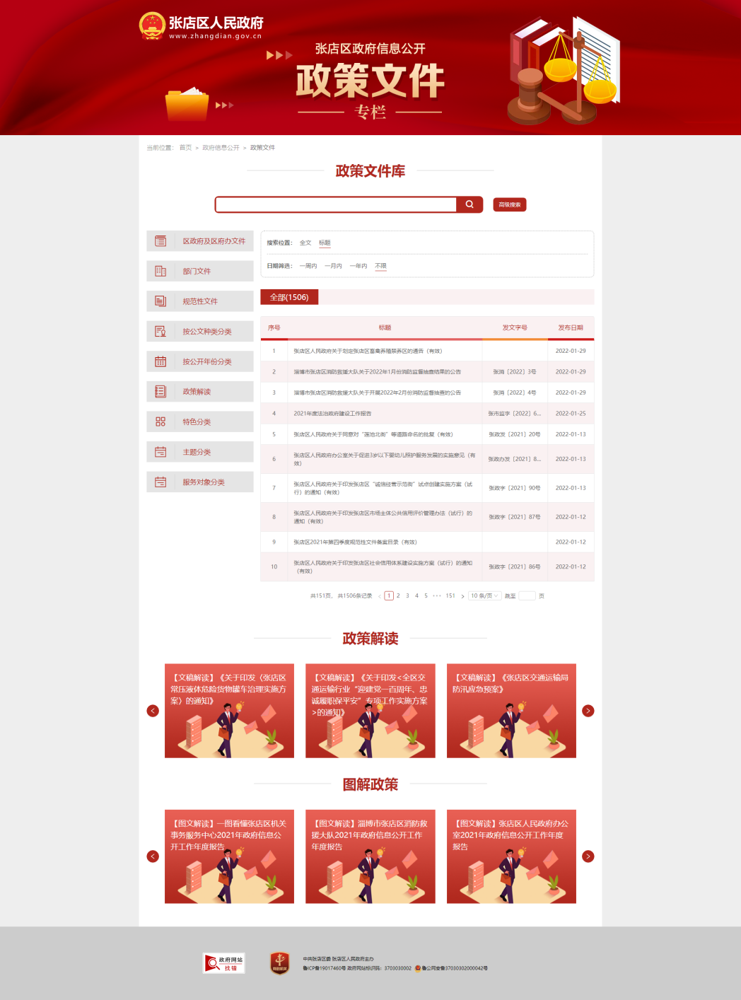 张店区人民政府
www.zhangdian.gov.cn
张店区政府信息公开
政策文件
专栏
当前位置： 首页 > 政府信息公开 > 政策文件
政策文件库
高级搜索
区政府及区府办文件
部门文件
规范性文件
按公文种类分类
按公开年份分类
政策解读
特色分类
主题分类
服务对象分类
搜索位置： 全文 标题
日期筛选： 一周内 一月内 一年内 不限
全部(1506)
序号 标题 发文字号 发布日期
1 张店区人民政府关于划定张店区畜禽养殖禁养区的通告（有效） 2022-01-29
2 淄博市张店区消防救援大队关于2022年1月份消防监督抽查结果的公告 张消〔2022〕3号 2022-01-29
3 淄博市张店区消防救援大队关于开展2022年2月份消防监督抽查的公告 张消〔2022〕4号 2022-01-29
4 2021年度法治政府建设工作报告 张市监字〔2022〕6... 2022-01-25
5 张店区人民政府关于同意对“莲池北街”等道路命名的批复（有效） 张政发〔2021〕20号 2022-01-13
6 张店区人民政府办公室关于促进3岁以下婴幼儿照护服务发展的实施意见（有
效） 张政办发〔2021〕8... 2022-01-13
7 张店区人民政府关于印发张店区“诚信经营示范街”试点创建实施方案（试
行）的通知（有效） 张政字〔2021〕90号 2022-01-13
8 张店区人民政府关于印发张店区市场主体公共信用评价管理办法（试行）的
通知（有效） 张政字〔2021〕87号 2022-01-12
9 张店区2021年第四季度规范性文件备案目录（有效） 2022-01-12
10 张店区人民政府关于印发张店区社会信用体系建设实施方案（试行）的通知
（有效） 张政字〔2021〕86号 2022-01-12
共151页， 共1506条记录 < 1 2 3 4 5 ••• 151 > 10 条/页 跳至 页
政策解读
【文稿解读】《关于印发〈张店区
常压液体危险货物罐车治理实施方
案〉的通知》
【文稿解读】《关于印发<全区交
通运输行业“迎建党一百周年、忠
诚履职保平安”专项工作实施方案
>的通知》
【文稿解读】《张店区交通运输局
防汛应急预案》
图解政策
【图文解读】一图看懂张店区机关
事务服务中心2021年政府信息公
开工作年度报告
【图文解读】淄博市张店区消防救
援大队2021年政府信息公开工作
年度报告
【图文解读】张店区人民政府办公
室2021年政府信息公开工作年度
报告
政府网站
找错
党政机关
中共张店区委 张店区人民政府主办
鲁ICP备19017460号 政府网站标识码：3703030002 鲁公网安备37030302000042号